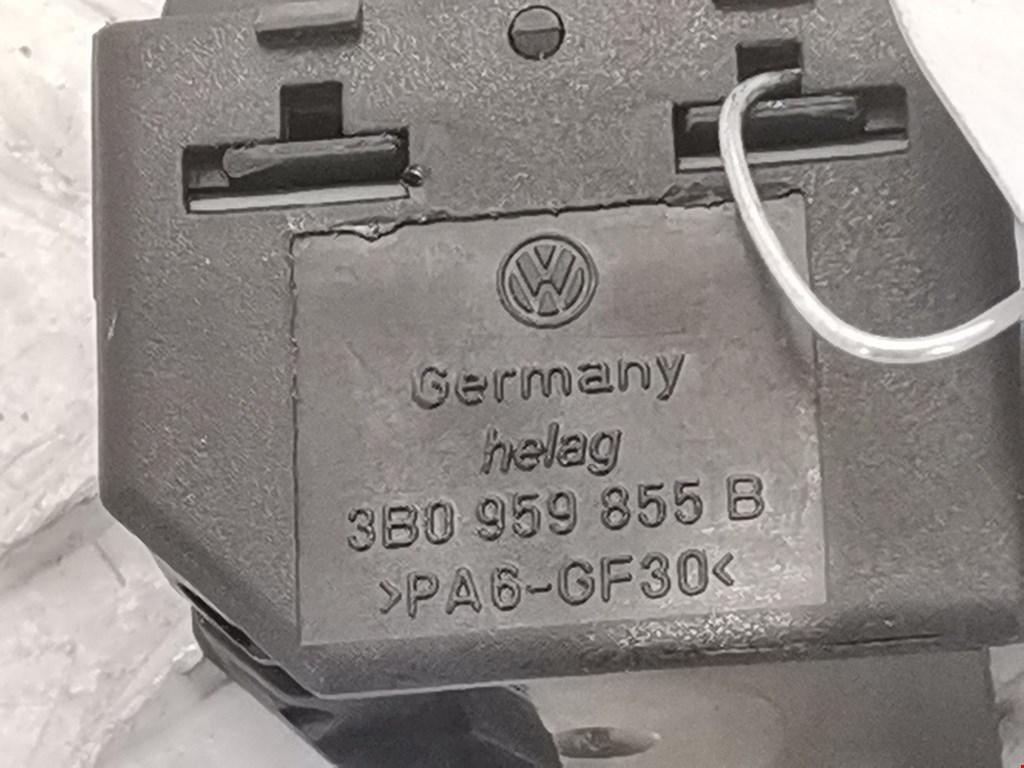 Germany
helag
3B0 959 855 B
>PA6-GF30<